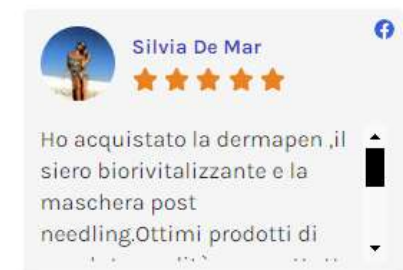 Silvia De Mar
Ho acquistato la dermapen ,il
siero biorivitalizzante e la
maschera post
needling.Ottimi prodotti di